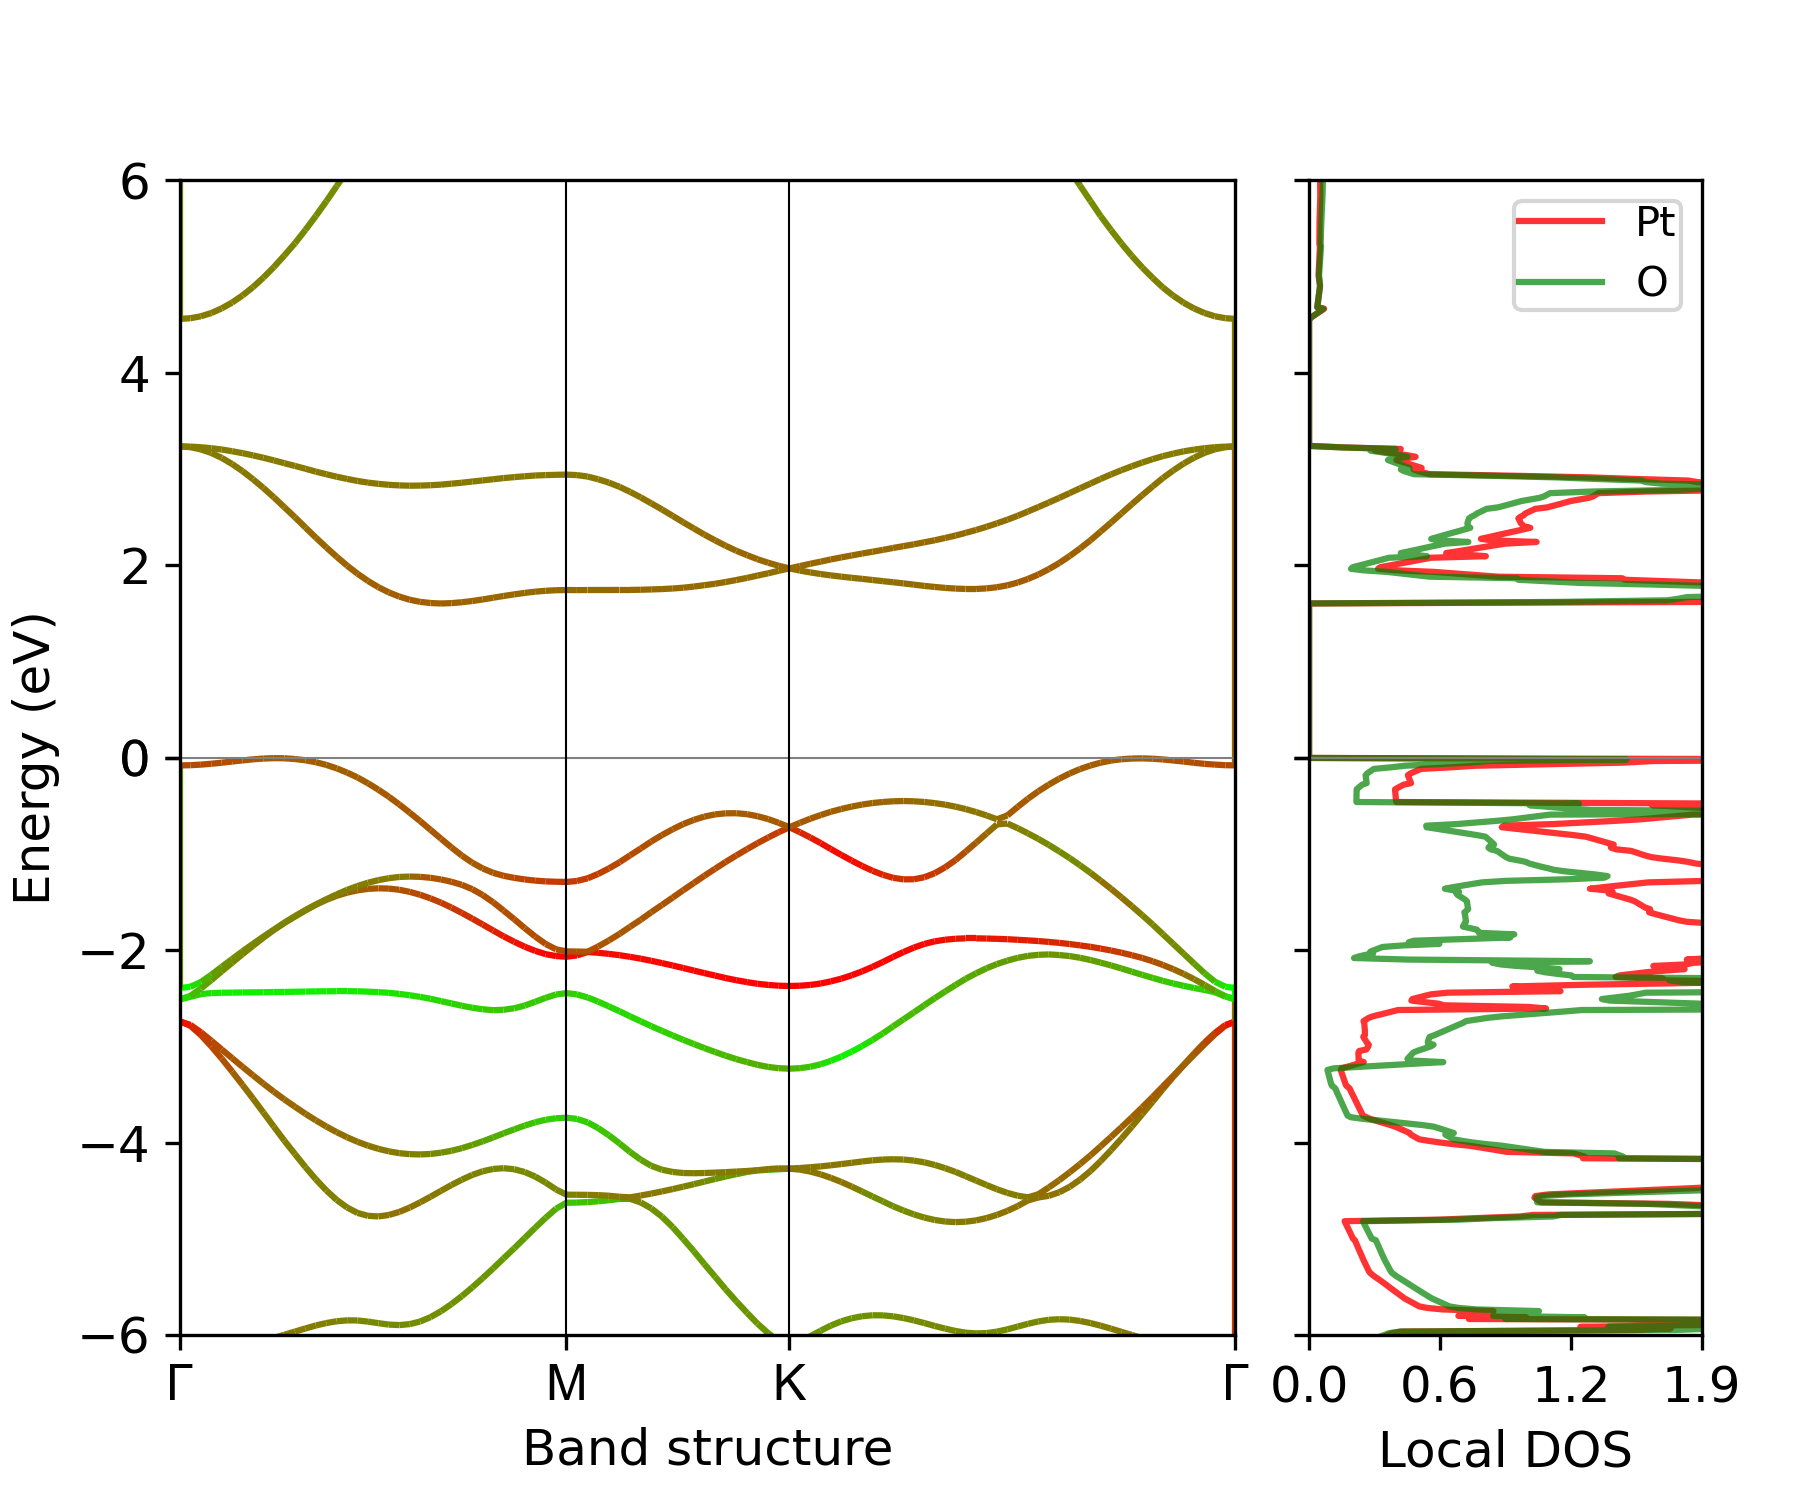 Energy (eV)
6
4
2
0
−2
−4
−6
Γ
M
K
Γ
Band structure
Pt
O
0.0
0.6
1.2
1.9
Local DOS